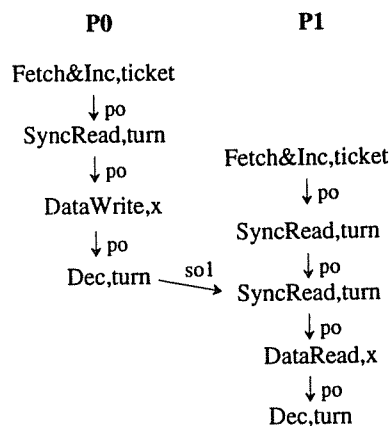 P0 P1
Fetch&Inc,ticket
po
SyncRead,turn
Fetch&Inc,ticket
po
po
DataWrite,x
SyncRead,turn
po
po
Dec,turn
so1
SyncRead,turn
po
DataRead,x
po
Dec,turn